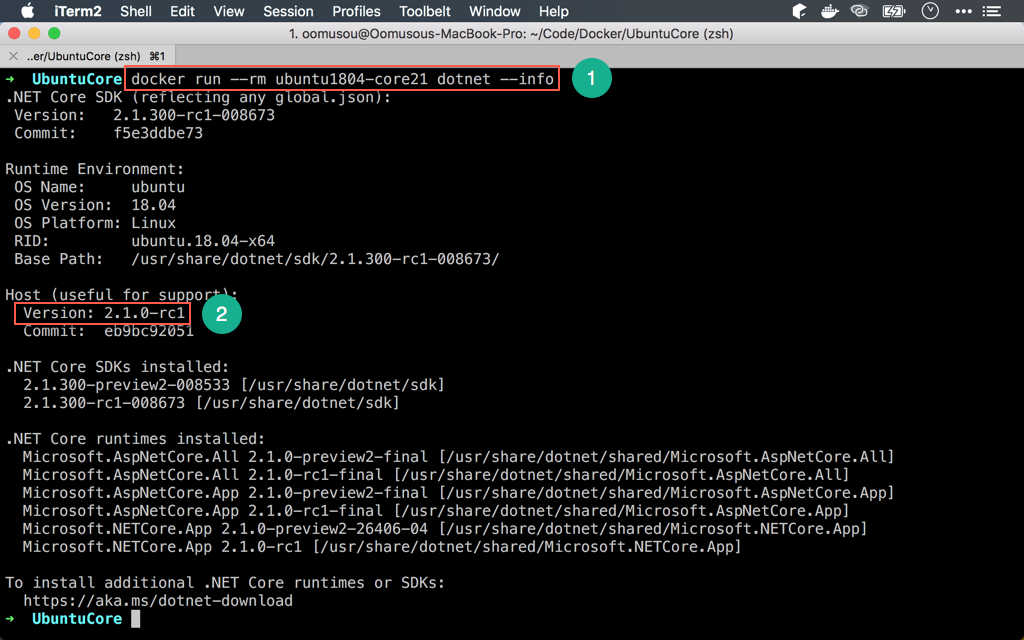 iTerm2 Shell Edit View Session Profiles Toolbelt Window Help
1. oomusou@Oomusous-MacBook-Pro: ~/Code/Docker/UbuntuCore (zsh)
..er/UbuntuCore (zsh) ⌘1
→ UbuntuCore docker run --rm ubuntu1804-core21 dotnet --info 1
.NET Core SDK (reflecting any global.json):
Version: 2.1.300-rc1-008673
Commit: f5e3ddbe73
Runtime Environment:
OS Name: ubuntu
OS Version: 18.04
OS Platform: Linux
RID: ubuntu.18.04-x64
Base Path: /usr/share/dotnet/sdk/2.1.300-rc1-008673/
Host (useful for support):
Version: 2.1.0-rc1 2
Commit: eb9bc92051
.NET Core SDKs installed:
2.1.300-preview2-008533 [/usr/share/dotnet/sdk]
2.1.300-rc1-008673 [/usr/share/dotnet/sdk]
.NET Core runtimes installed:
Microsoft.AspNetCore.All 2.1.0-preview2-final [/usr/share/dotnet/shared/Microsoft.AspNetCore.All]
Microsoft.AspNetCore.All 2.1.0-rc1-final [/usr/share/dotnet/shared/Microsoft.AspNetCore.All]
Microsoft.AspNetCore.App 2.1.0-preview2-final [/usr/share/dotnet/shared/Microsoft.AspNetCore.App]
Microsoft.AspNetCore.App 2.1.0-rc1-final [/usr/share/dotnet/shared/Microsoft.AspNetCore.App]
Microsoft.NETCore.App 2.1.0-preview2-26406-04 [/usr/share/dotnet/shared/Microsoft.NETCore.App]
Microsoft.NETCore.App 2.1.0-rc1 [/usr/share/dotnet/shared/Microsoft.NETCore.App]
To install additional .NET Core runtimes or SDKs:
https://aka.ms/dotnet-download
→ UbuntuCore